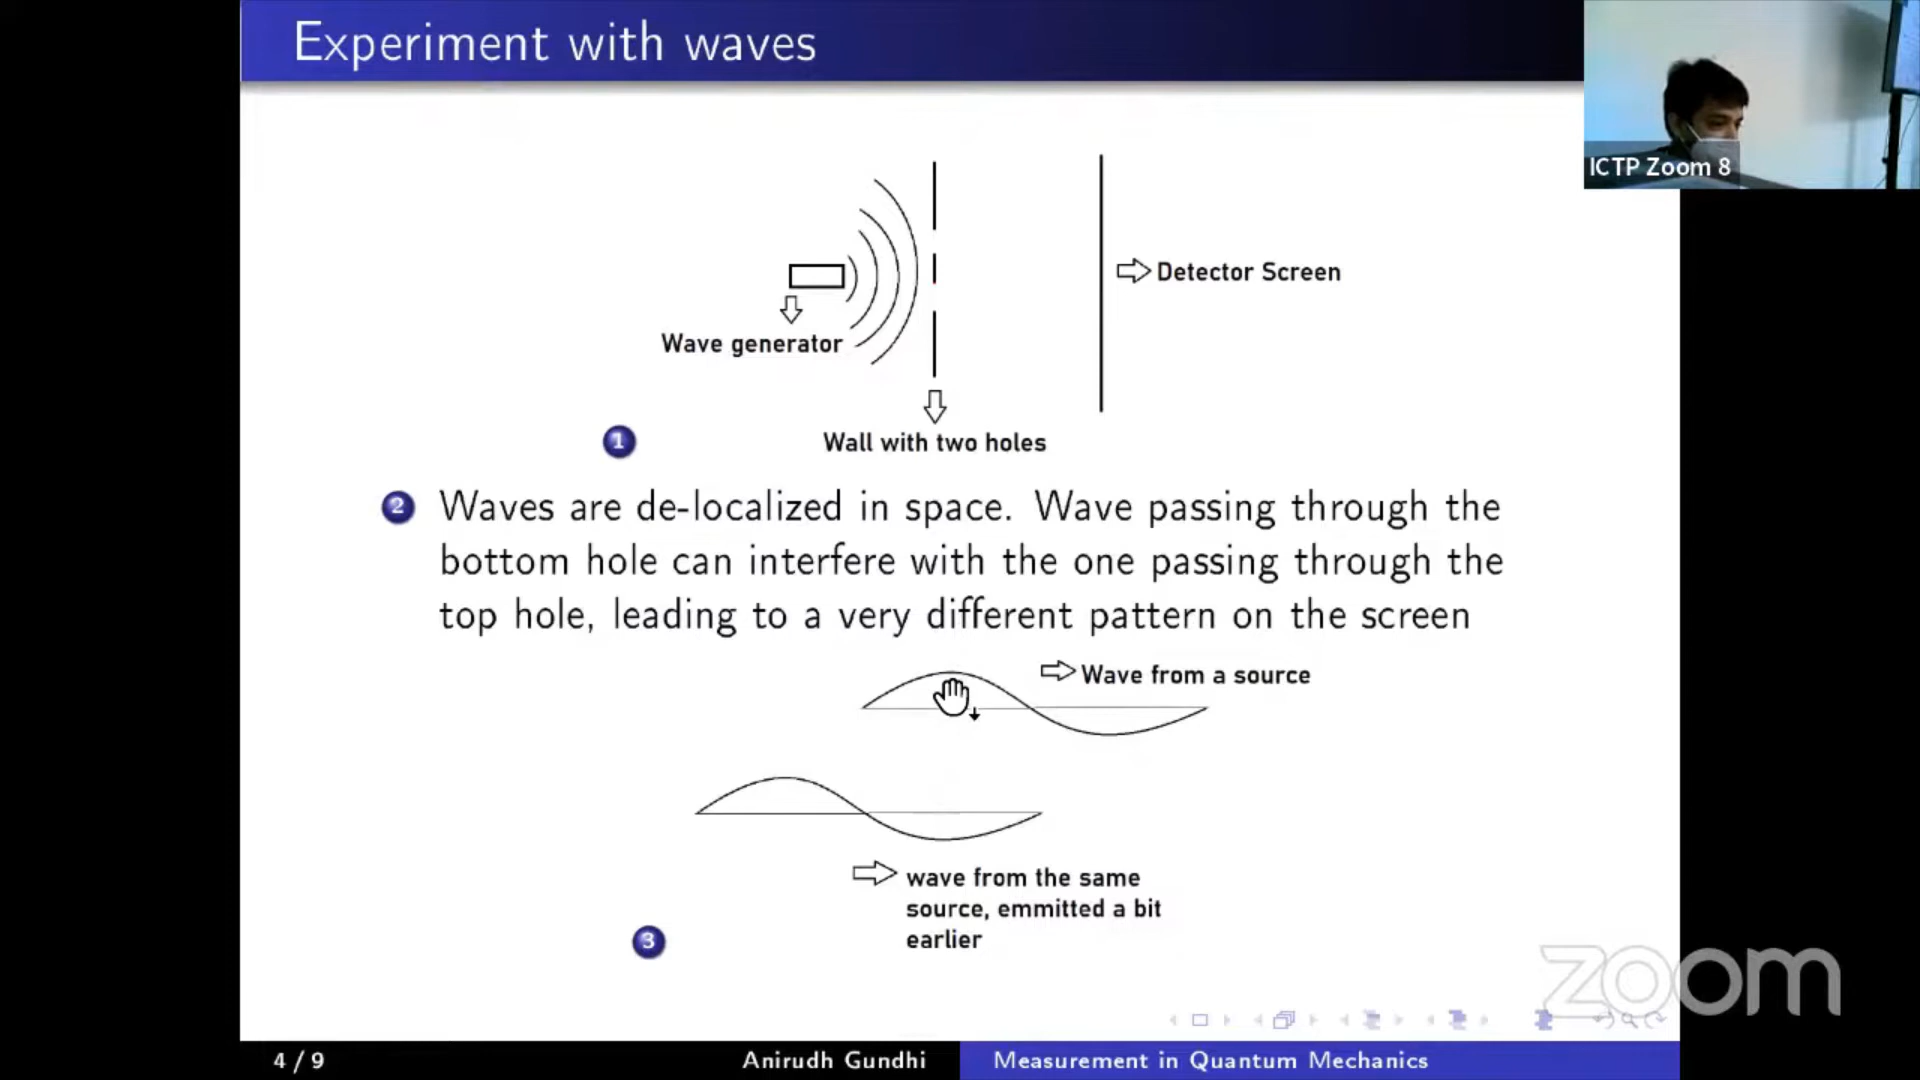 Experiment with waves
ICTP Zoom 8
Detector Screen
Wave generator
Wall with two holes
1
2 Waves are de-localized in space. Wave passing through the
bottom hole can interfere with the one passing through the
top hole, leading to a very different pattern on the screen
Wave from a source
wave from the same
source, emmitted a bit
earlier
3
zoom
4 / 9
Anirudh Gundhi
Measurement in Quantum Mechanics